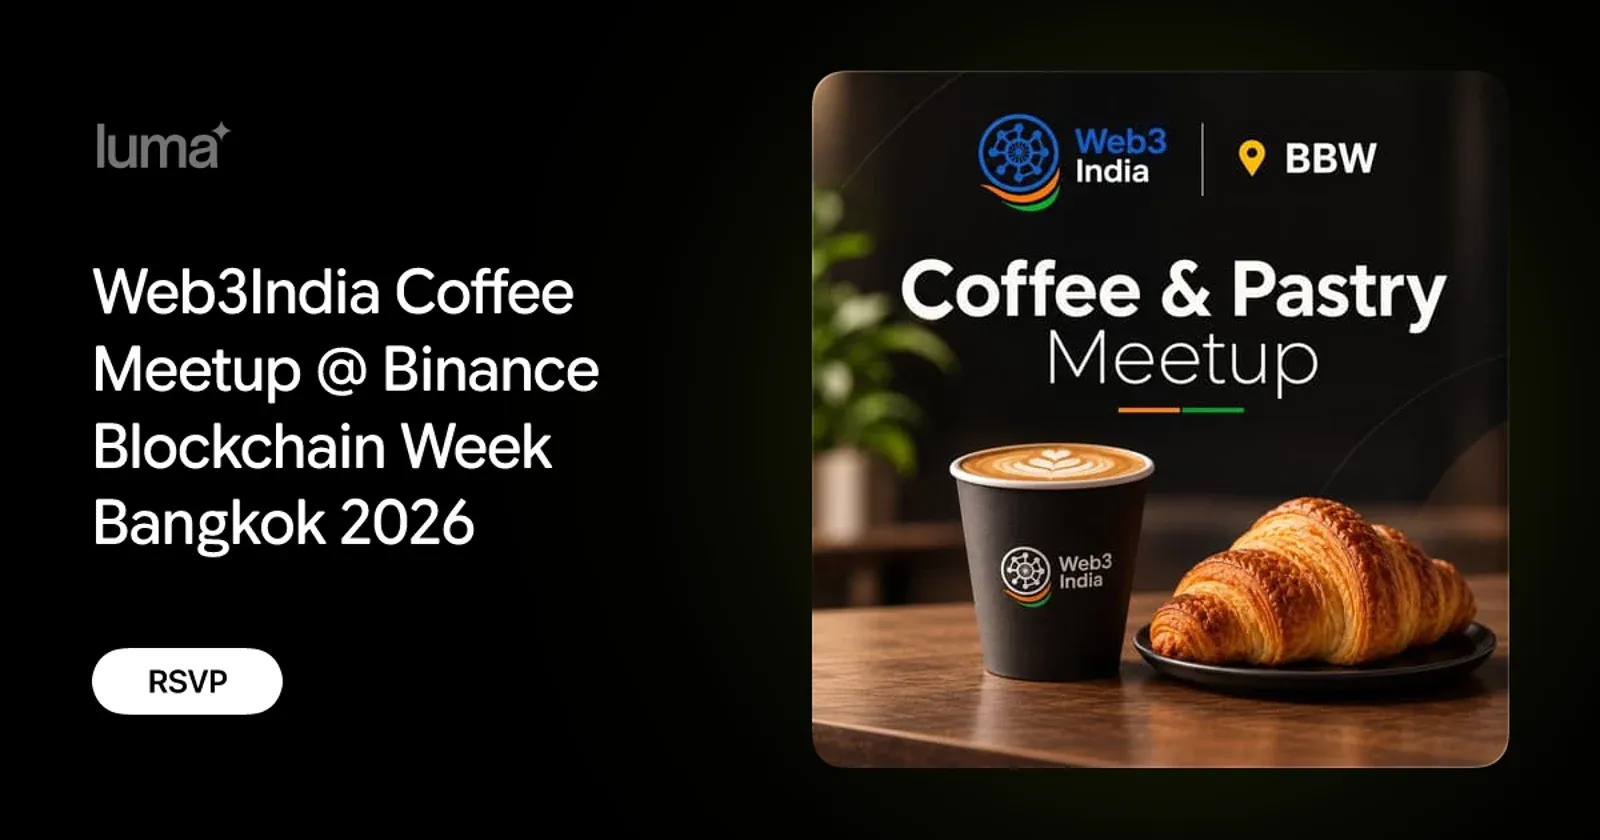 luma
Web3India Coffee
Meetup @ Binance
Blockchain Week
Bangkok 2026
RSVP
Web3
India
BBW
Coffee & Pastry
Meetup
Web3
India